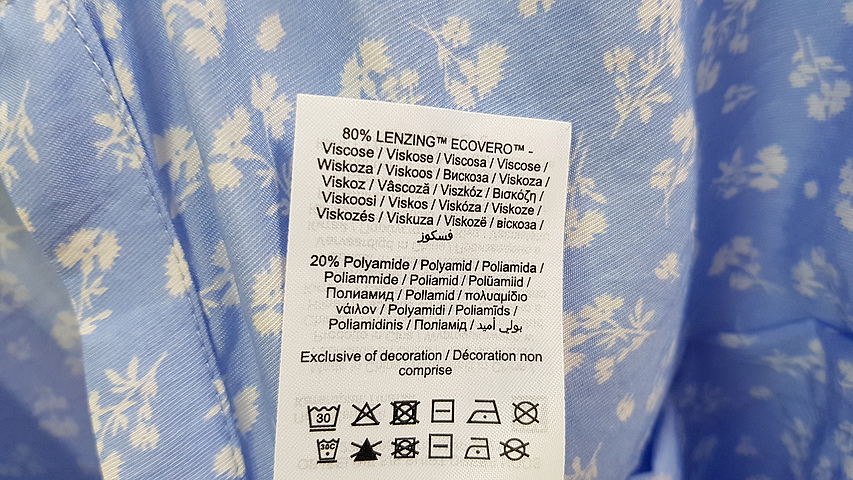 80% LENZING™ ECOVERO™ -
Viscose / Viskose / Viscosa / Viscose /
Wiskoza / Viskoos / Вискоза / Viskoza /
Viskoz / Vâscoză / Viszkóz / Βισκόζη /
Viskoosi / Viskos / Viskóza / Viskoze /
Viskozės / Viskuza / Viskozë / віскоза /
فسكوز
20% Polyamide / Polyamid / Poliamida /
Poliammide / Poliamid / Polüamiid /
Полиамид / Poliamid / πολυαμίδιο
νάιλον / Polyamidi / Poliamīds /
Poliamidinis / Поліамід / بولي أميد
Exclusive of decoration / Décoration non
comprise
30
30C